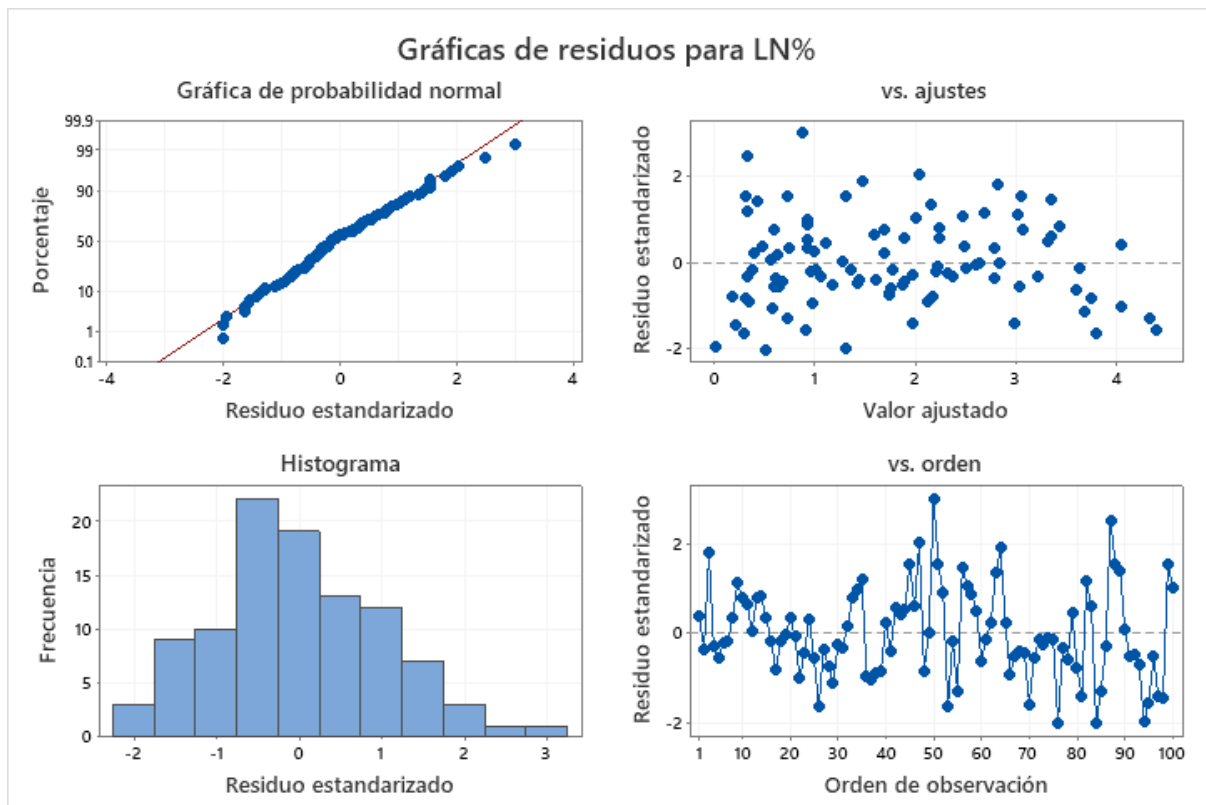 Gráficas de residuos para LN%
Gráfica de probabilidad normal
99.9
99
90
50
10
1
0.1
Porcentaje
-4 -2 0 2 4
Residuo estandarizado
vs. ajustes
2
0
-2
Residuo estandarizado
0 1 2 3 4
Valor ajustado
Histograma
20
15
10
5
0
Frecuencia
-2 -1 0 1 2 3
Residuo estandarizado
vs. orden
2
0
-2
Residuo estandarizado
1 10 20 30 40 50 60 70 80 90 100
Orden de observación